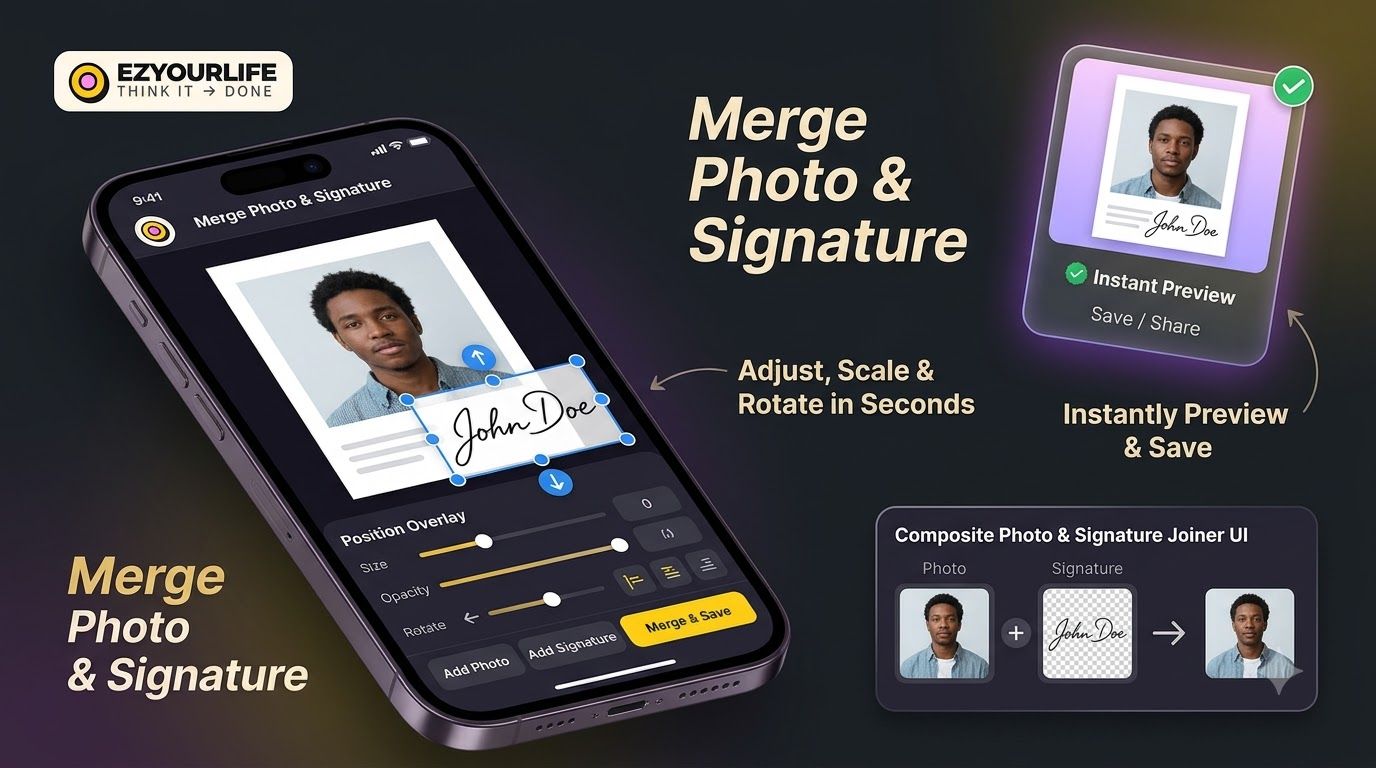 EZYOURLIFE
THINK IT → DONE
9:41
Merge Photo & Signature
John Doe
Position Overlay
Size
0
Opacity
Rotate
Add Photo
Add Signature
Merge & Save
Merge
Photo
& Signature
Merge
Photo &
Signature
Adjust, Scale &
Rotate in Seconds
John Doe
Instant Preview
Save / Share
Instantly Preview
& Save
Composite Photo & Signature Joiner UI
Photo
Signature
John Doe